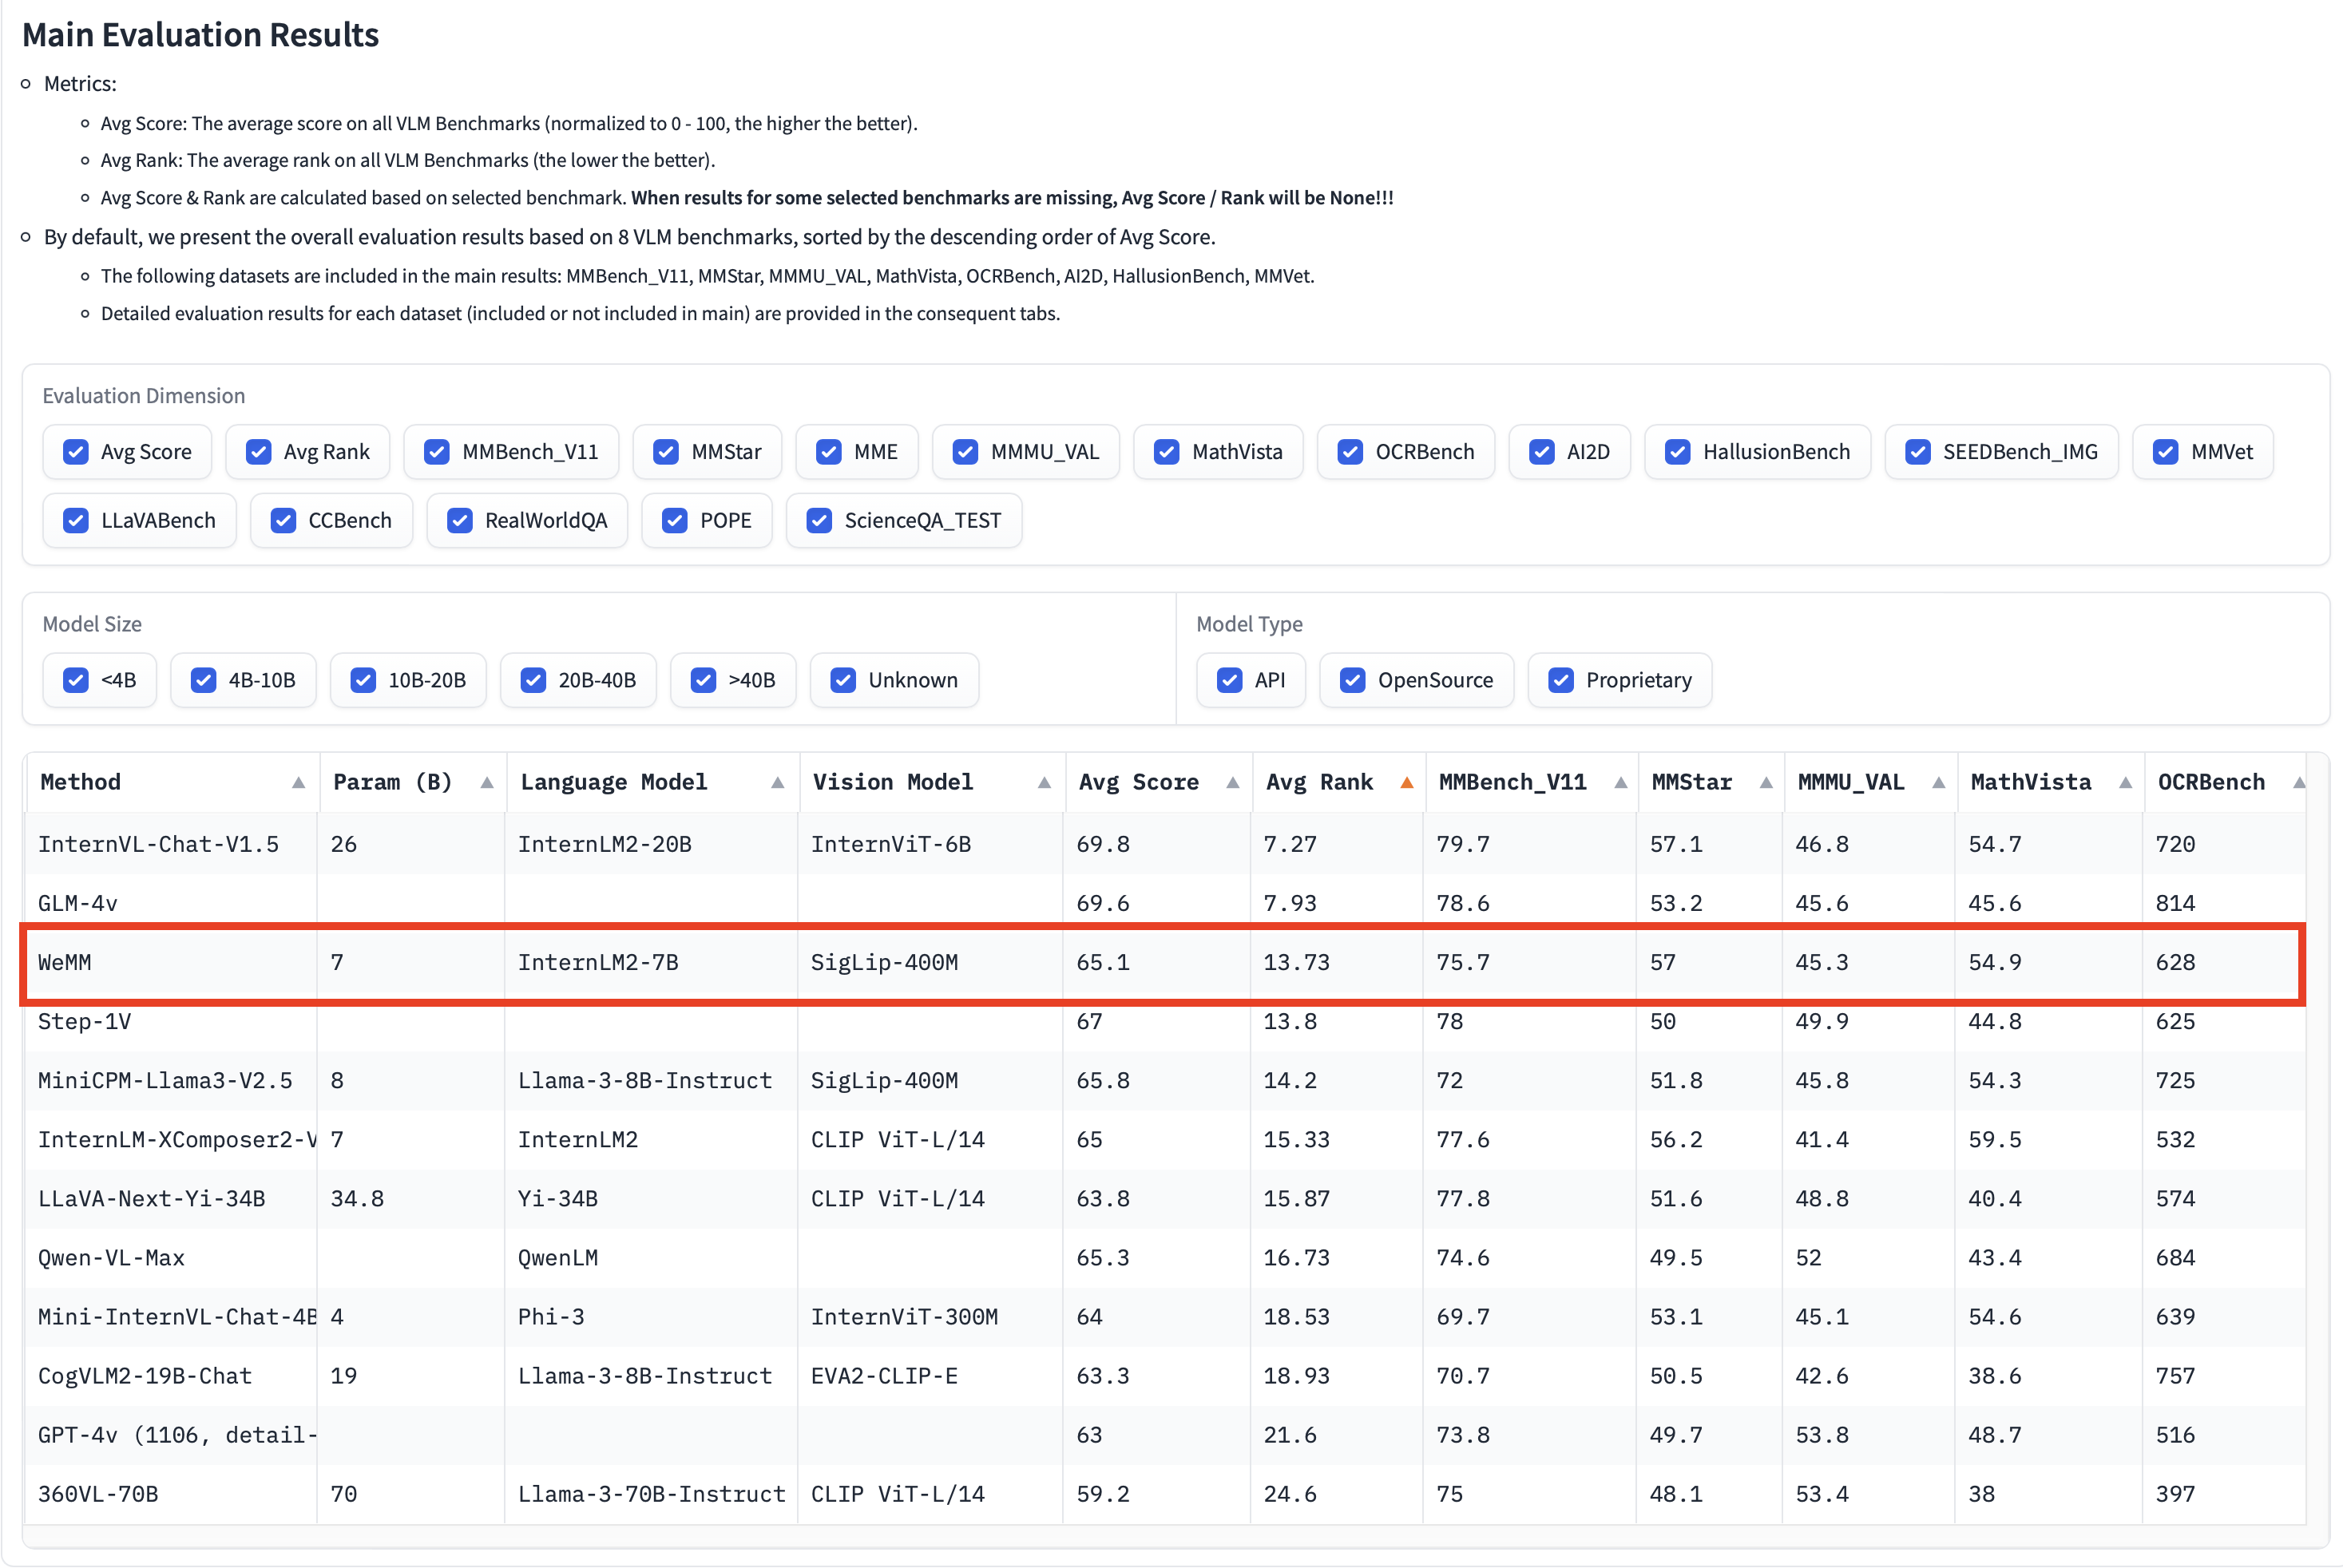 Main Evaluation Results
Metrics:
Avg Score: The average score on all VLM Benchmarks (normalized to 0 - 100, the higher the better).
Avg Rank: The average rank on all VLM Benchmarks (the lower the better).
Avg Score & Rank are calculated based on selected benchmark. When results for some selected benchmarks are missing, Avg Score / Rank will be None!!!
By default, we present the overall evaluation results based on 8 VLM benchmarks, sorted by the descending order of Avg Score.
The following datasets are included in the main results: MMBench_V11, MMStar, MMMU_VAL, MathVista, OCRBench, AI2D, HallusionBench, MMVet.
Detailed evaluation results for each dataset (included or not included in main) are provided in the consequent tabs.
Evaluation Dimension
Avg Score Avg Rank MMBench_V11 MMStar MME MMMU_VAL MathVista OCRBench AI2D HallusionBench SEEDBench_IMG MMVet
LLaVABench CCBench RealWorldQA POPE ScienceQA_TEST
Model Size Model Type
<4B 4B-10B 10B-20B 20B-40B >40B Unknown API OpenSource Proprietary
Method Param (B) Language Model Vision Model Avg Score Avg Rank MMBench_V11 MMStar MMMU_VAL MathVista OCRBench
InternVL-Chat-V1.5 26 InternLM2-20B InternViT-6B 69.8 7.27 79.7 57.1 46.8 54.7 720
GLM-4v 69.6 7.93 78.6 53.2 45.6 45.6 814
WeMM 7 InternLM2-7B SigLip-400M 65.1 13.73 75.7 57 45.3 54.9 628
Step-1V 67 13.8 78 50 49.9 44.8 625
MiniCPM-Llama3-V2.5 8 Llama-3-8B-Instruct SigLip-400M 65.8 14.2 72 51.8 45.8 54.3 725
InternLM-XComposer2-V 7 InternLM2 CLIP ViT-L/14 65 15.33 77.6 56.2 41.4 59.5 532
LLaVA-Next-Yi-34B 34.8 Yi-34B CLIP ViT-L/14 63.8 15.87 77.8 51.6 48.8 40.4 574
Qwen-VL-Max QwenLM 65.3 16.73 74.6 49.5 52 43.4 684
Mini-InternVL-Chat-4B 4 Phi-3 InternViT-300M 64 18.53 69.7 53.1 45.1 54.6 639
CogVLM2-19B-Chat 19 Llama-3-8B-Instruct EVA2-CLIP-E 63.3 18.93 70.7 50.5 42.6 38.6 757
GPT-4v (1106, detail- 63 21.6 73.8 49.7 53.8 48.7 516
360VL-70B 70 Llama-3-70B-Instruct CLIP ViT-L/14 59.2 24.6 75 48.1 53.4 38 397